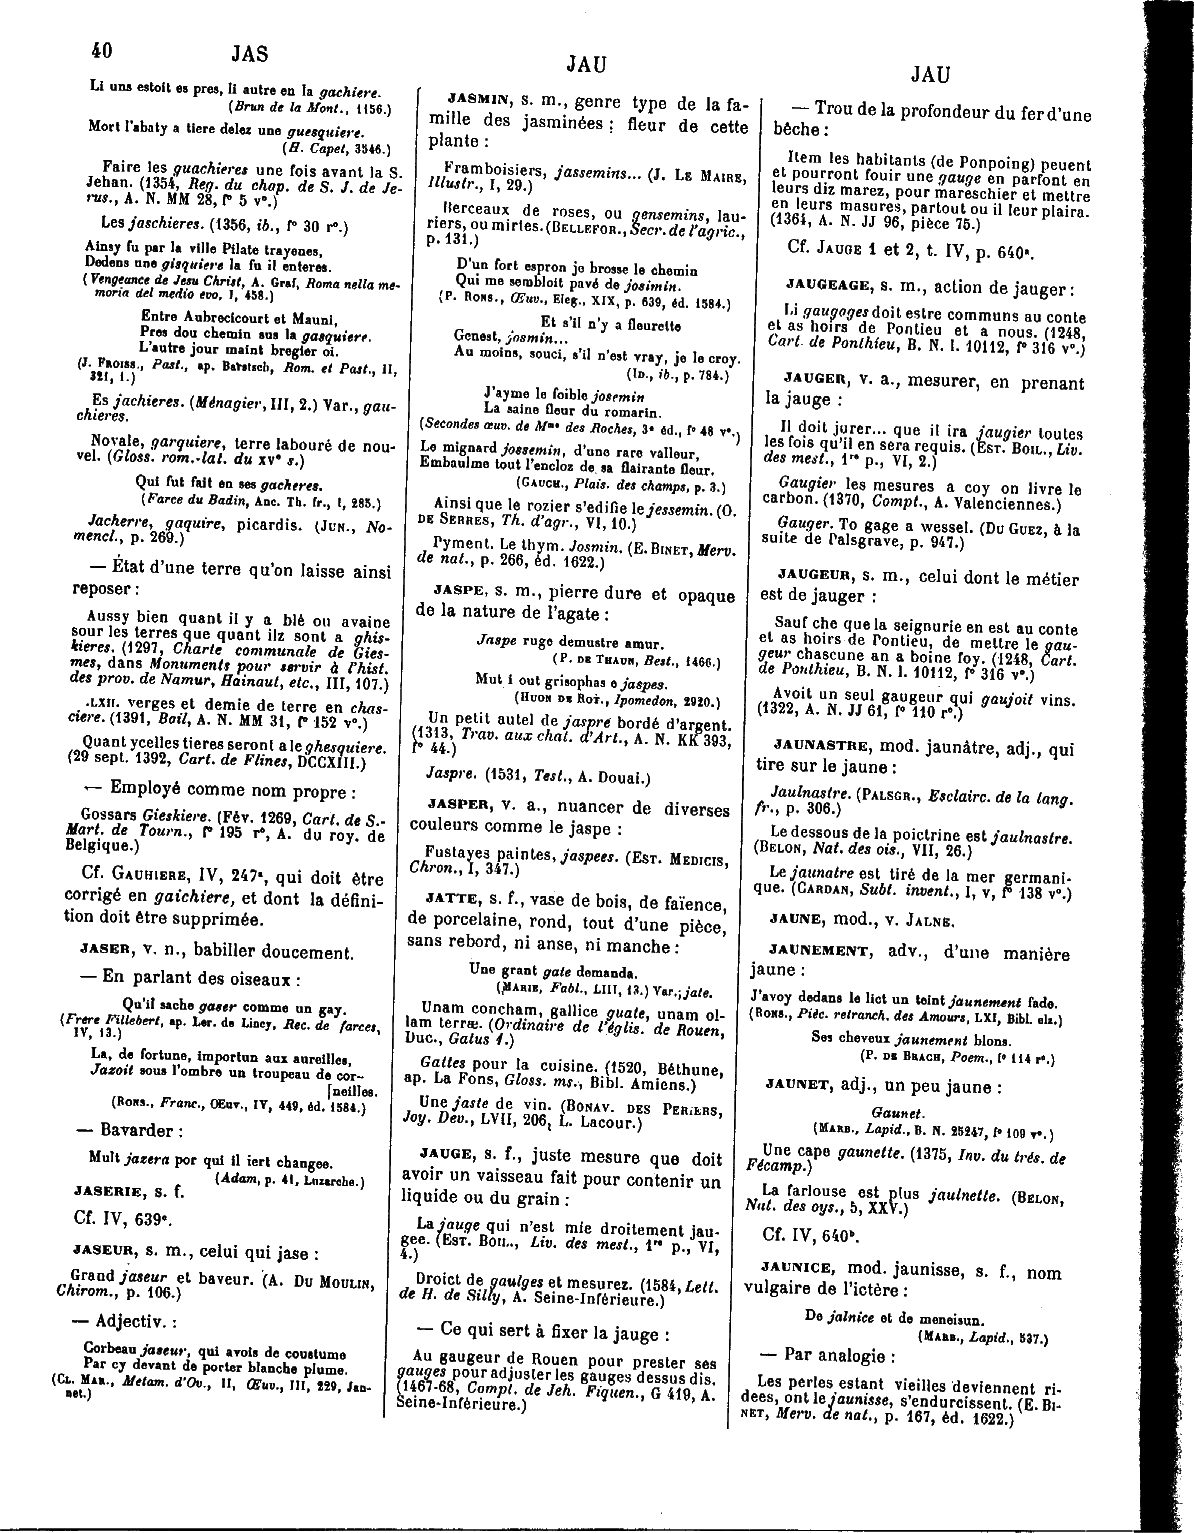 40
JAS
Li uns estoit es pres, li autre en la gachiere.
(Brun de la Mont., 1156.)
Mort l'abaty a tiere delez une guesquiere.
(H. Capet, 3546.)
Faire les guachieres une fois avant la S.
Jehan. (1354, Reg. du chap. de S. J. de Je-
rus., A. N. MM 28, f° 5 v°.)
Les jaschieres. (1356, ib., f° 30 r°.)
Ainsy fu par la ville Pilate trayenes,
Dedens une gisquiere la fu il enteres.
(Vengeance de Jesu Christ, A. Graf, Roma nella me-
moria del medio evo, I, 458.)
Entre Aubrecicourt et Mauni,
Pres dou chemin sus la gasquiere.
L'autre jour maint bregier oi.
(J. Froiss., Past., ap. Bartsch, Rom. et Past., II,
321, 1.)
Es jachieres. (Ménagier, III, 2.) Var., gau-
chieres.
Novale, garquiere, terre labouré de nou-
vel. (Gloss. rom.-lat. du XVe s.)
Qui fut fait en ses gacheres.
(Farce du Badin, Anc. Th. fr., I, 285.)
Jacherre, gaquire, picardis. (Jun., No-
mencl., p. 269.)
— État d'une terre qu'on laisse ainsi
reposer :
Aussy bien quant il y a blé ou avaine
sour les terres que quant ilz sont a ghis-
kieres. (1297, Charte communale de Gies-
mes, dans Monuments pour servir à l'hist.
des prov. de Namur, Hainaut, etc., III, 107.)
.LXII. verges et demie de terre en chas-
ciere. (1391, Bail, A. N. MM 31, f° 152 v°.)
Quant ycelles tieres seront a le ghesquiere.
(29 sept. 1392, Cart. de Flines, DCCXIII.)
— Employé comme nom propre :
Gossars Gieskiere. (Fév. 1269, Cart. de S.-
Mart. de Tourn., f° 195 r°, A. du roy. de
Belgique.)
Cf. Gauhiere, IV, 247a, qui doit être
corrigé en gaichiere, et dont la défini-
tion doit être supprimée.
JASER, v. n., babiller doucement.
— En parlant des oiseaux :
Qu'il sache gaser comme un gay.
(Frere Fillebert, ap. Ler. de Lincy, Rec. de farces,
IV, 13.)
La, de fortune, importun aux aureilles,
Jazoit sous l'ombre un troupeau de cor-
[neilles.
(Rons., Franc., Œuv., IV, 449, éd. 1584.)
— Bavarder :
Mult jazera por qui il iert changee.
(Adam, p. 41, Luzarche.)
JASERIE, s. f.
Cf. IV, 639c.
JASEUR, s. m., celui qui jase :
Grand jaseur et baveur. (A. Du Moulin,
Chirom., p. 106.)
— Adjectiv. :
Corbeau jaseur, qui avois de coustume
Par cy devant de porter blanche plume.
(Cl. Mar., Metam. d'Ov., II, Œuv., III, 229, Jan-
net.)
JAU
JASMIN, s. m., genre type de la fa-
mille des jasminées ; fleur de cette
plante :
Framboisiers, jassemins... (J. Le Maire,
Illustr., I, 29.)
Berceaux de roses, ou gensemins, lau-
riers, ou mirtes. (Bellefor., Secr. de l'agric.,
p. 131.)
D'un fort espron je brosse le chemin
Qui me sembloit pavé de josimin.
(P. Rons., Œuv., Eleg., XIX, p. 639, éd. 1584.)
Et s'il n'y a fleurette
Genest, josmin...
Au moins, souci, s'il n'est vray, je le croy.
(Id., ib., p. 784.)
J'ayme le foible josemin
La saine fleur du romarin.
(Secondes œuv. de Mme des Roches, 3e éd., f° 48 v°.)
Le mignard jossemin, d'une rare valleur,
Embaulme tout l'encloz de sa flairante fleur.
(Gauch., Plais. des champs, p. 3.)
Ainsi que le rozier s'edifie le jessemin. (O.
de Serres, Th. d'agr., VI, 10.)
Pyment. Le thym. Josmin. (E. Binet, Merv.
de nat., p. 266, éd. 1622.)
JASPE, s. m., pierre dure et opaque
de la nature de l'agate :
Jaspe ruge demustre amur.
(P. de Thaun, Best., 1466.)
Mut i out grisophas e jaspes.
(Huon de Rot., Ipomedon, 2920.)
Un petit autel de jaspre bordé d'argent.
(1313, Trav. aux chat. d'Art., A. N. KK 393,
f° 44.)
Jaspre. (1531, Test., A. Douai.)
JASPER, v. a., nuancer de diverses
couleurs comme le jaspe :
Fustayes paintes, jaspees. (Est. Medicis,
Chron., I, 347.)
JATTE, s. f., vase de bois, de faïence,
de porcelaine, rond, tout d'une pièce,
sans rebord, ni anse, ni manche :
Une grant gate demanda.
(Marie, Fabl., LIII, 13.) Var.; jate.
Unam concham, gallice guate, unam ol-
lam terræ. (Ordinaire de l'églis. de Rouen,
Duc., Gatus 1.)
Gattes pour la cuisine. (1520, Béthune,
ap. La Fons, Gloss. ms., Bibl. Amiens.)
Une jaste de vin. (Bonav. des Periers,
Joy. Dev., LVII, 206, L. Lacour.)
JAUGE, s. f., juste mesure que doit
avoir un vaisseau fait pour contenir un
liquide ou du grain :
La jauge qui n'est mie droitement jau-
gee. (Est. Boil., Liv. des mest., 1re p., VI,
4.)
Droict de gaulges et mesurez. (1584, Lett.
de H. de Silly, A. Seine-Inférieure.)
— Ce qui sert à fixer la jauge :
Au gaugeur de Rouen pour prester ses
gauges pour adjuster les gauges dessus dis.
(1467-68, Compt. de Jeh. Fiquen., G 419, A.
Seine-Inférieure.)
JAU
— Trou de la profondeur du fer d'une
bêche :
Item les habitants (de Ponpoing) peuent
et pourront fouir une gauge en parfont en
leurs diz marez, pour mareschier et mettre
en leurs masures, partout ou il leur plaira.
(1364, A. N. JJ 96, pièce 75.)
Cf. Jauge 1 et 2, t. IV, p. 640a.
JAUGEAGE, s. m., action de jauger :
Li gaugoges doit estre communs au conte
et as hoirs de Pontieu et a nous. (1248,
Cart. de Ponthieu, B. N. l. 10112, f° 316 v°.)
JAUGER, v. a., mesurer, en prenant
la jauge :
Il doit jurer... que il ira jaugier toutes
les fois qu'il en sera requis. (Est. Boil., Liv.
des mest., 1re p., VI, 2.)
Gaugier les mesures a coy on livre le
carbon. (1370, Compt., A. Valenciennes.)
Gauger. To gage a wessel. (Du Guez, à la
suite de Palsgrave, p. 947.)
JAUGEUR, s. m., celui dont le métier
est de jauger :
Sauf che que la seignurie en est au conte
et as hoirs de Pontieu, de mettre le gau-
geur chascune an a boine foy. (1248, Cart.
de Ponthieu, B. N. l. 10112, f° 316 v°.)
Avoit un seul gaugeur qui gaujoit vins.
(1322, A. N. JJ 61, f° 110 r°.)
JAUNASTRE, mod. jaunâtre, adj., qui
tire sur le jaune :
Jaulnastre. (Palsgr., Esclairc. de la lang.
fr., p. 306.)
Le dessous de la poictrine est jaulnastre.
(Belon, Nat. des ois., VII, 26.)
Le jaunatre est tiré de la mer germani-
que. (Cardan, Subt. invent., I, v, f° 138 v°.)
JAUNE, mod., v. Jalne.
JAUNEMENT, adv., d'une manière
jaune :
J'avoy dedans le lict un teint jaunement fade.
(Rons., Pièc. retranch. des Amours, LXI, Bibl. elz.)
Ses cheveux jaunement blons.
(P. de Brach, Poem., f° 114 r°.)
JAUNET, adj., un peu jaune :
Gaunet.
(Marb., Lapid., B. N. 25247, f° 109 v°.)
Une cape gaunette. (1375, Inv. du trés. de
Fécamp.)
La farlouse est plus jaulnette. (Belon,
Nat. des oys., 5, XXV.)
Cf. IV, 640b.
JAUNICE, mod. jaunisse, s. f., nom
vulgaire de l'ictère :
De jalnice et de meneisun.
(Marb., Lapid., 537.)
— Par analogie :
Les perles estant vieilles deviennent ri-
dees, ont le jaunisse, s'endurcissent. (E. Bi-
net, Merv. de nat., p. 167, éd. 1622.)